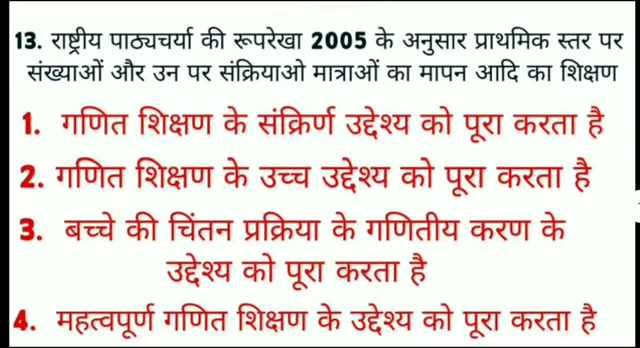 13. राष्ट्रीय पाठ्यचर्या की रूपरेखा 2005 के अनुसार प्राथमिक स्तर पर
संख्याओं और उन पर संक्रियाओ मात्राओं का मापन आदि का शिक्षण
1. गणित शिक्षण के संक्रिर्ण उद्देश्य को पूरा करता है
2. गणित शिक्षण के उच्च उद्देश्य को पूरा करता है
3. बच्चे की चिंतन प्रक्रिया के गणितीय करण के
उद्देश्य को पूरा करता है
4. महत्वपूर्ण गणित शिक्षण के उद्देश्य को पूरा करता है